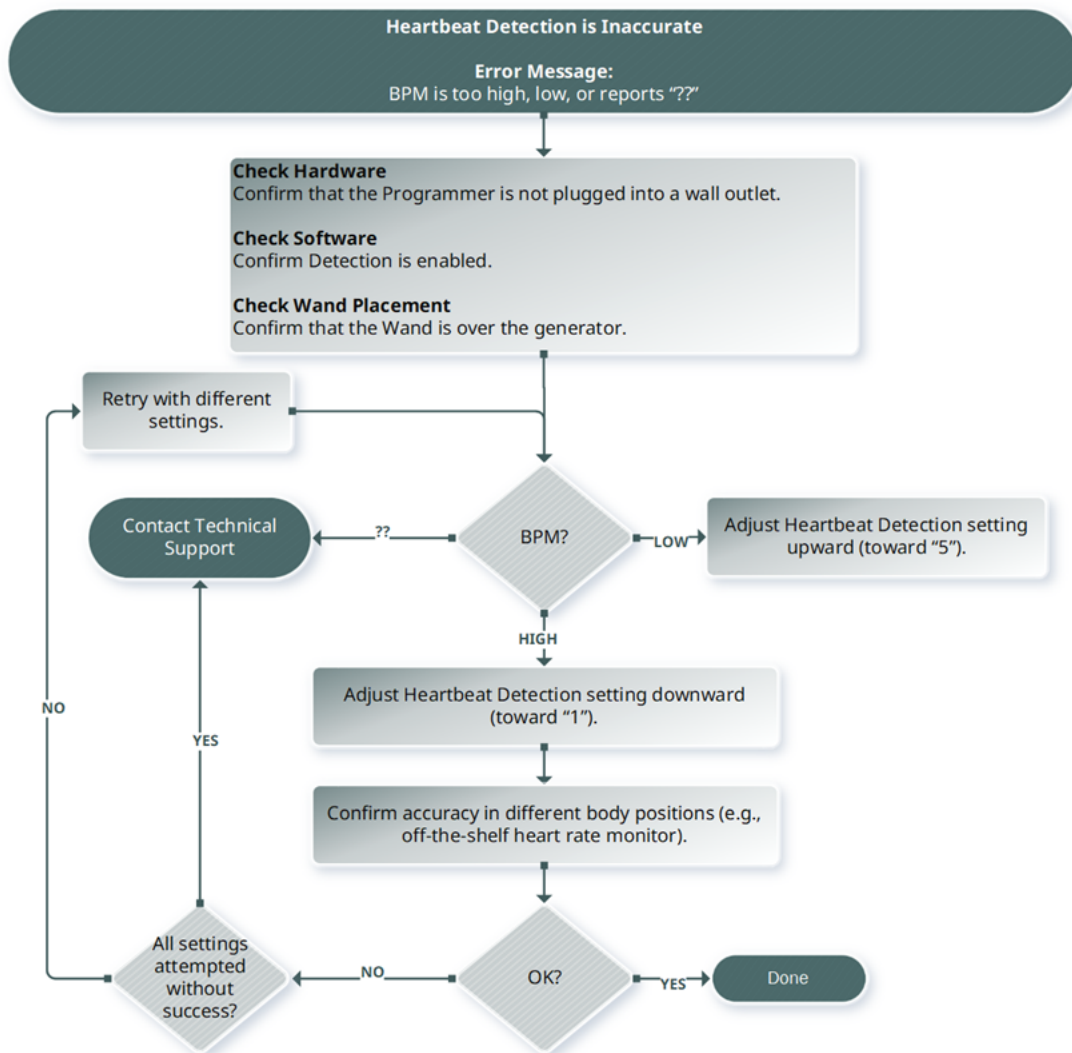 Heartbeat Detection is Inaccurate
Error Message:
BPM is too high, low, or reports “??”
Check Hardware
Confirm that the Programmer is not plugged into a wall outlet.
Check Software
Confirm Detection is enabled.
Check Wand Placement
Confirm that the Wand is over the generator.
Retry with different
settings.
Contact Technical
Support
??
BPM?
LOW
Adjust Heartbeat Detection setting
upward (toward “5”).
HIGH
Adjust Heartbeat Detection setting downward
(toward “1”).
NO
YES
Confirm accuracy in different body positions (e.g.,
off-the-shelf heart rate monitor).
All settings
attempted
without
success?
NO
OK?
YES
Done